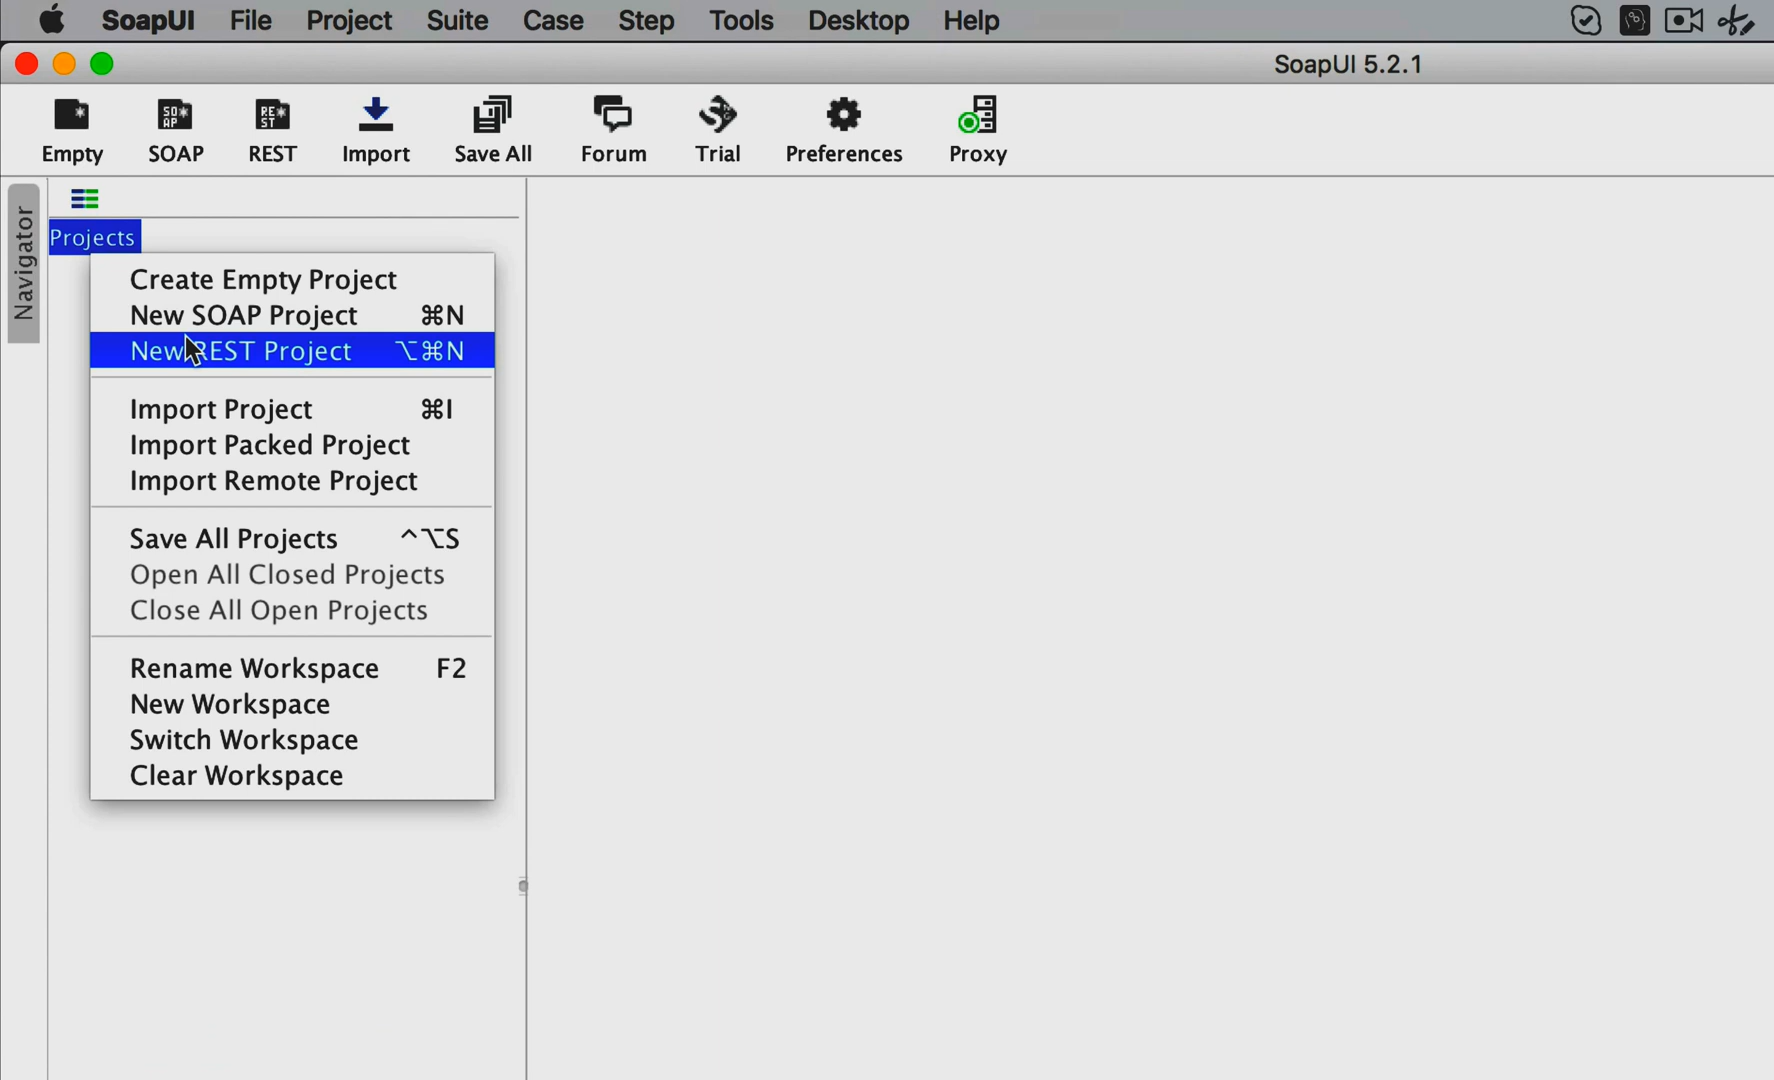 SoapUI File Project Suite Case Step Tools Desktop Help
SoapUI 5.2.1
Empty SOAP REST Import Save All Forum Trial Preferences Proxy
Navigator
Projects
Create Empty Project
New SOAP Project ⌘N
New REST Project ⌥⌘N
Import Project ⌘I
Import Packed Project
Import Remote Project
Save All Projects ^⌥S
Open All Closed Projects
Close All Open Projects
Rename Workspace F2
New Workspace
Switch Workspace
Clear Workspace